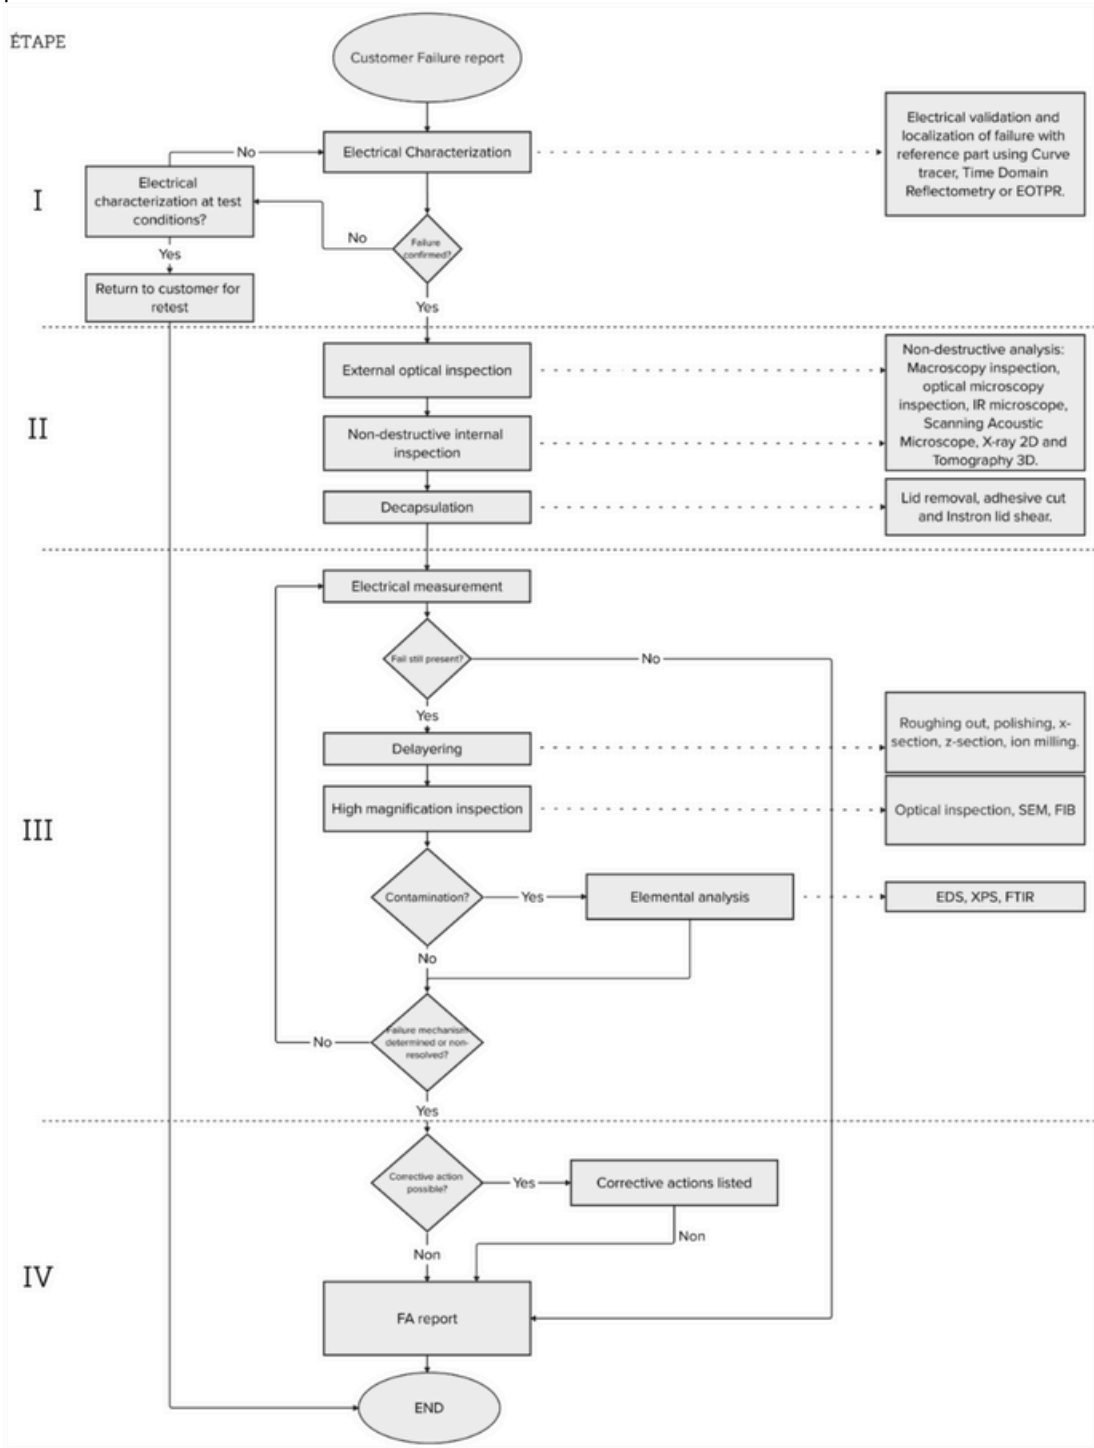 ÉTAPE
Customer Failure report
Electrical Characterization
Electrical validation and
localization of failure with
reference part using Curve
tracer, Time Domain
Reflectometry or EOTPR.
No
Electrical
characterization at test
conditions?
I
No
Failure
confirmed?
Yes
Return to customer for
retest
Yes
External optical inspection
Non-destructive analysis:
Macroscopy inspection,
optical microscopy
inspection, IR microscope,
Scanning Acoustic
Microscope, X-ray 2D and
Tomography 3D.
II
Non-destructive internal
inspection
Decapsulation
Lid removal, adhesive cut
and Instron lid shear.
Electrical measurement
Fail still present?
No
Yes
Delayering
Roughing out, polishing, x-
section, z-section, ion milling.
High magnification inspection
Optical inspection, SEM, FIB
III
Contamination?
Yes
Elemental analysis
EDS, XPS, FTIR
No
Failure mechanism
determined or non-
resolved?
No
Yes
Corrective action
possible?
Yes
Corrective actions listed
Non
Non
IV
FA report
END